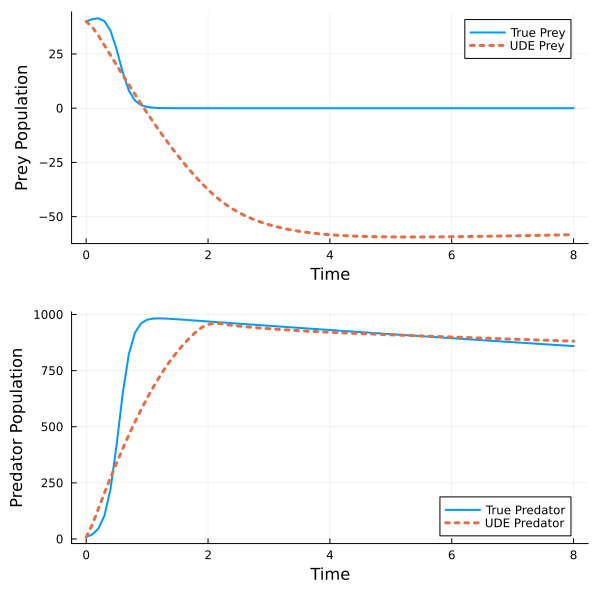 True Prey
UDE Prey
25
0
−25
−50
Prey Population
0 2 4 6 8
Time
1000
750
500
250
0
Predator Population
True Predator
UDE Predator
0 2 4 6 8
Time